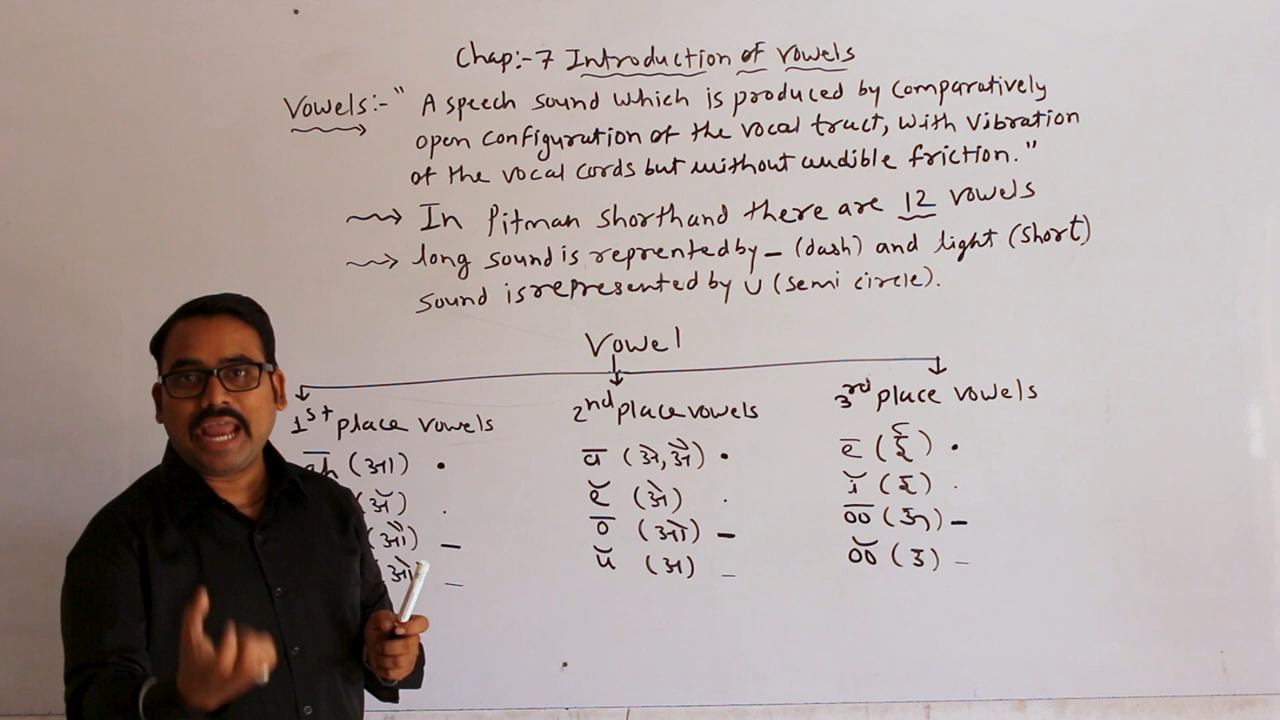 Chap:-7 Introduction of Vowels
Vowels:- " A speech sound which is produced by comparatively
open configuration of the vocal tract, with vibration
of the vocal cords but without audible friction."
→ In Pitman shorthand there are 12 vowels
→ long sound is reprented by – (dash) and light (short)
sound is represented by ∪ (semi circle).
Vowel
1st place vowels
ah (आ) •
(अॅ) .
(ऑ) –
–
2nd place vowels
ā (ऐ, अै) •
ĕ (अे) .
ō (ओ) –
ŭ (अ) –
3rd place vowels
ē (ई) •
ĭ (इ) .
o̅o̅ (ऊ) –
o͝o (उ) –